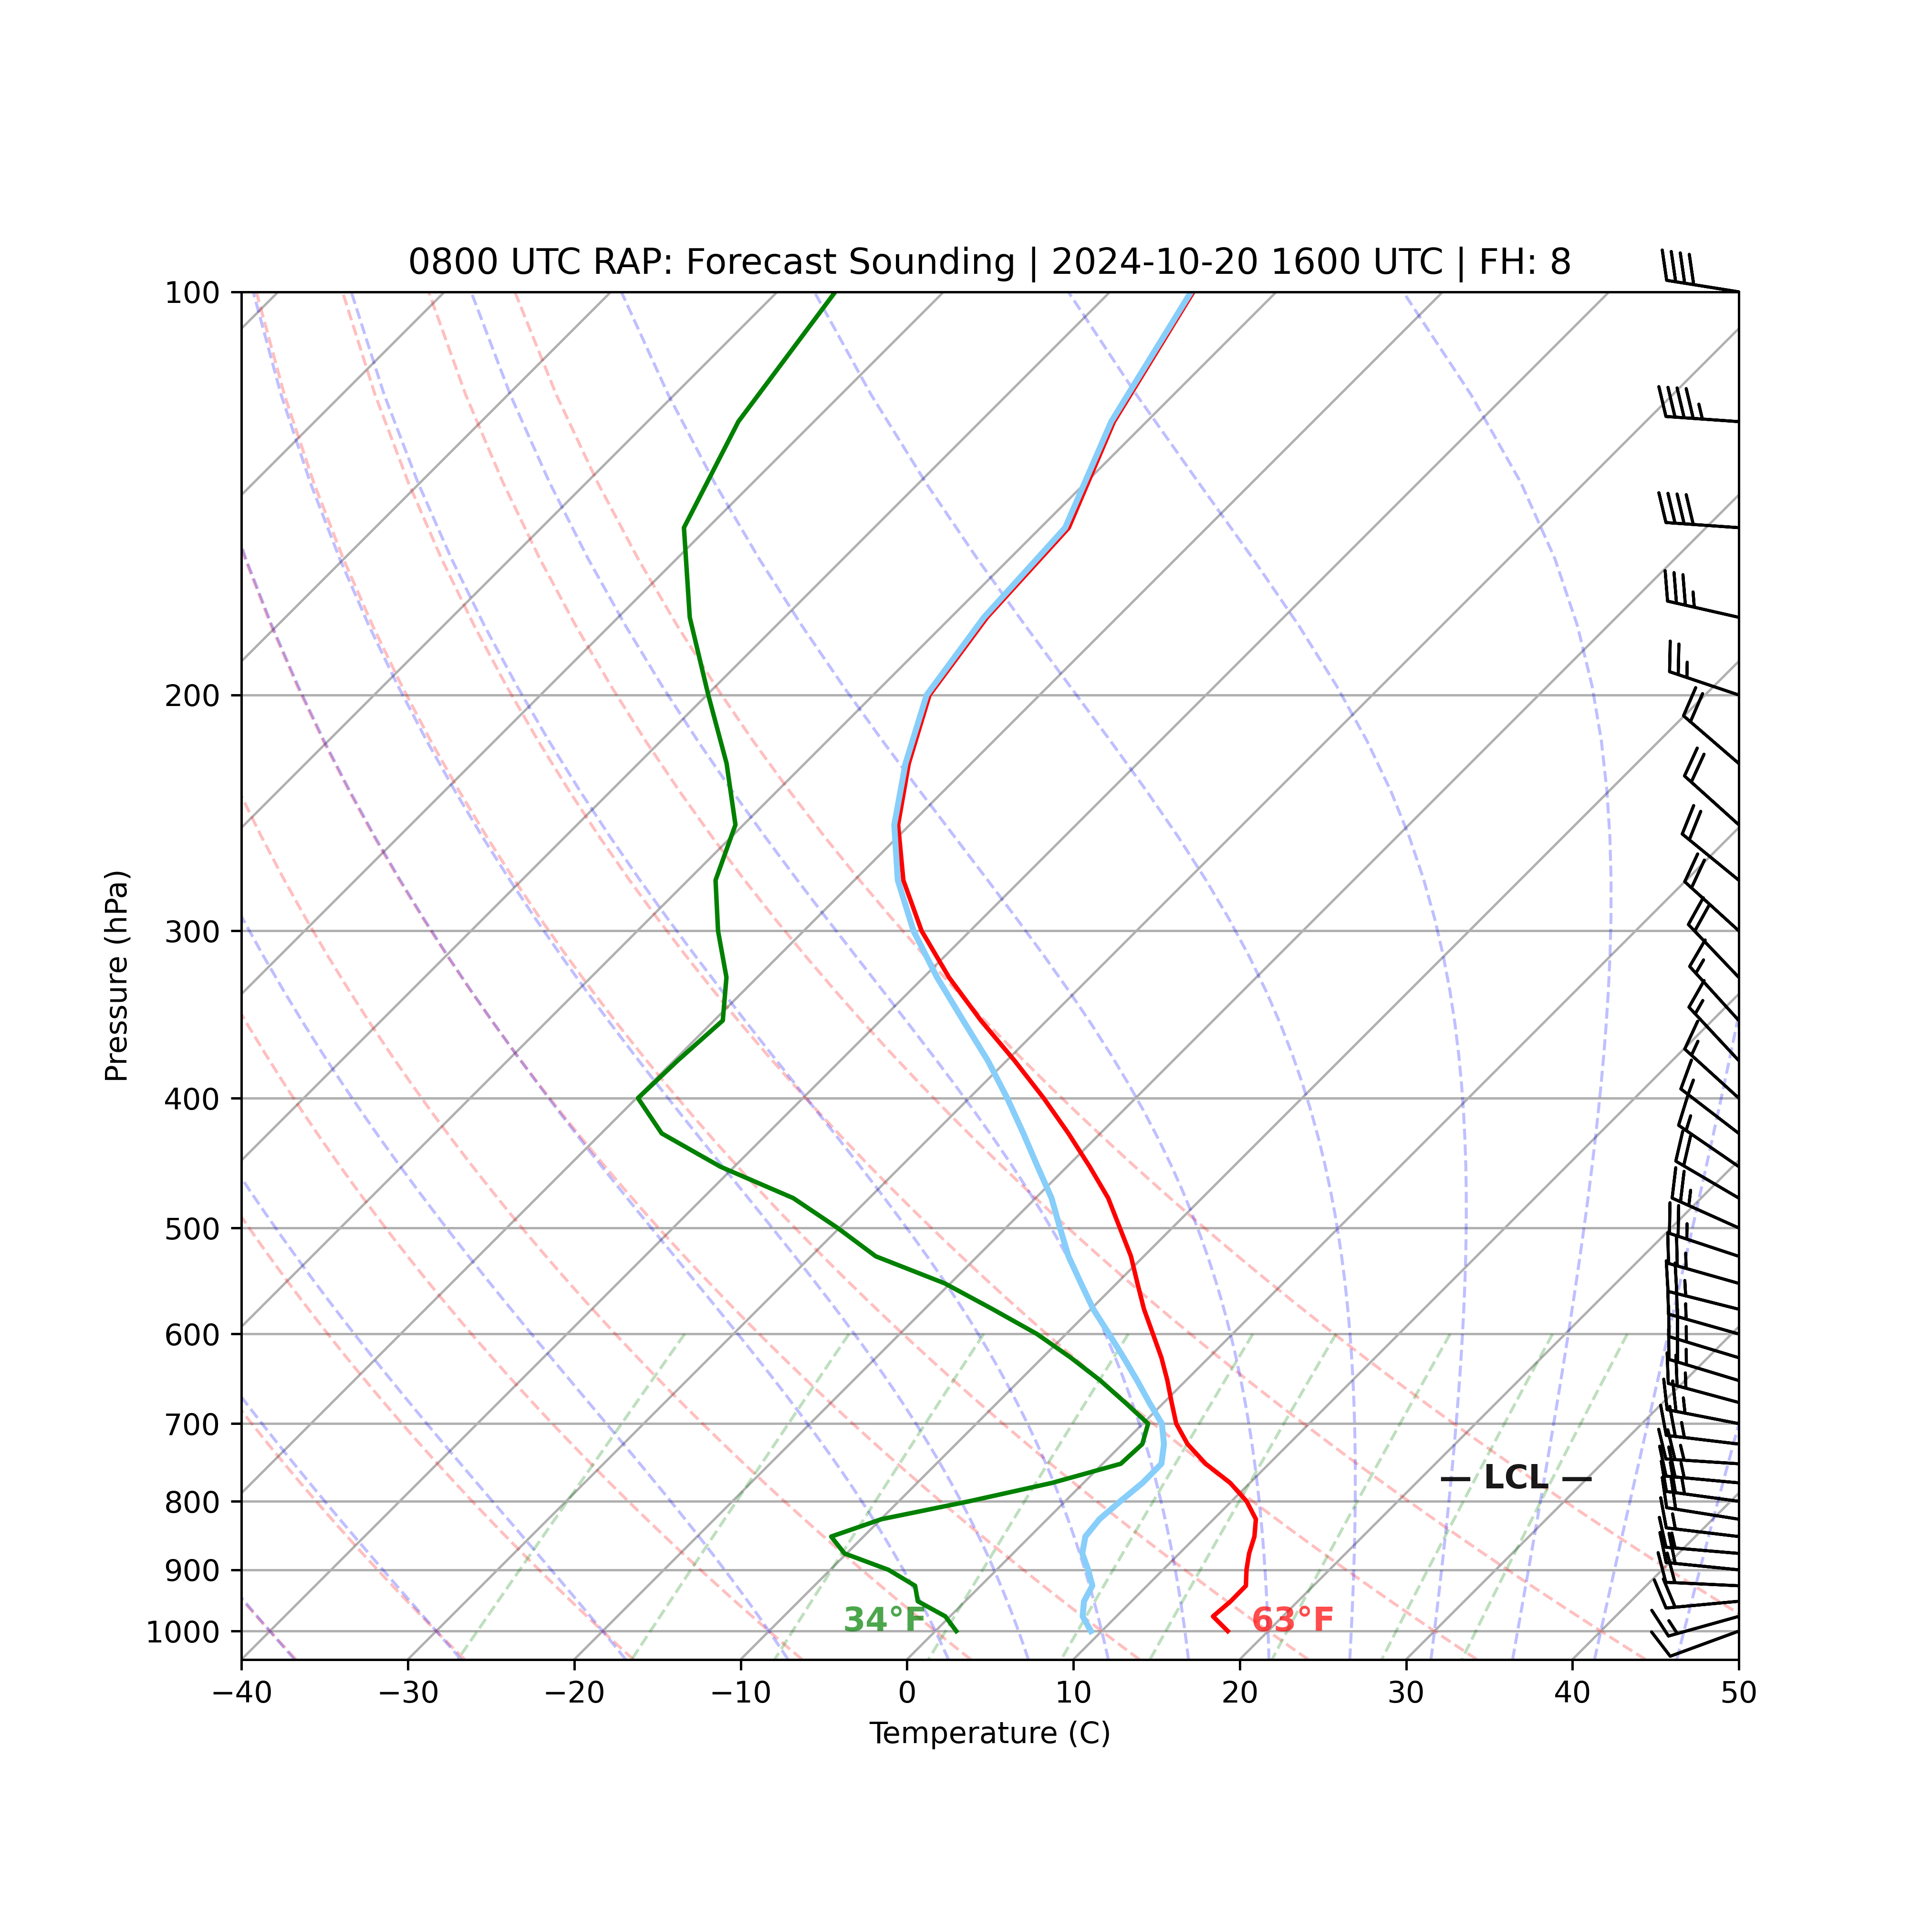 0800 UTC RAP: Forecast Sounding | 2024-10-20 1600 UTC | FH: 8
100
200
300
400
500
600
700
800
900
1000
Pressure (hPa)
— LCL —
34°F
63°F
−40 −30 −20 −10 0 10 20 30 40 50
Temperature (C)